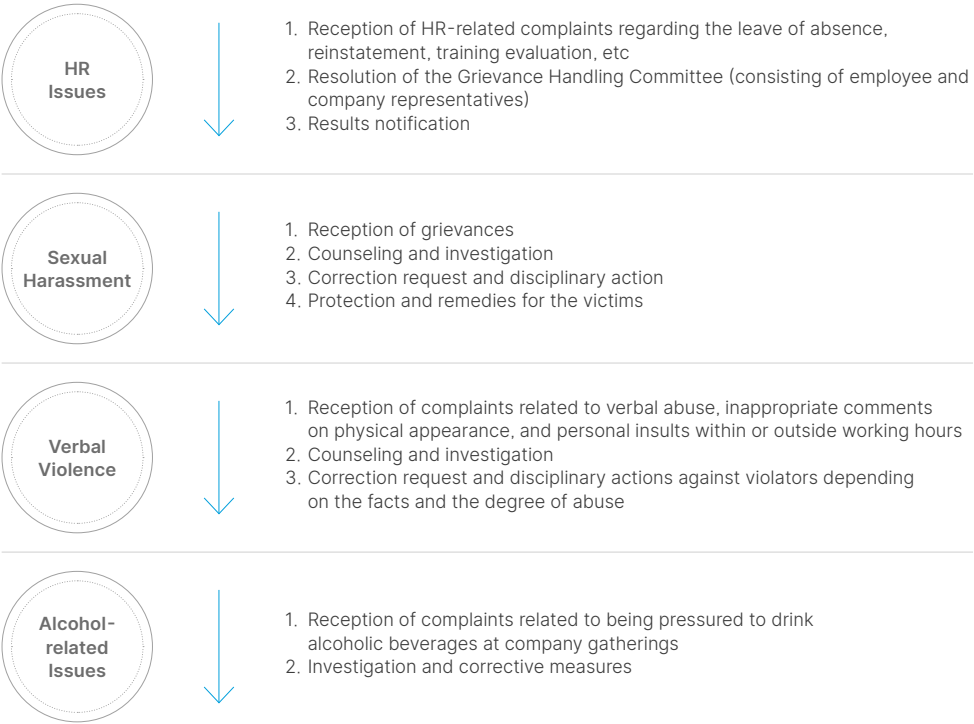 HR
Issues
1. Reception of HR-related complaints regarding the leave of absence,
reinstatement, training evaluation, etc
2. Resolution of the Grievance Handling Committee (consisting of employee and
company representatives)
3. Results notification
Sexual
Harassment
1. Reception of grievances
2. Counseling and investigation
3. Correction request and disciplinary action
4. Protection and remedies for the victims
Verbal
Violence
1. Reception of complaints related to verbal abuse, inappropriate comments
on physical appearance, and personal insults within or outside working hours
2. Counseling and investigation
3. Correction request and disciplinary actions against violators depending
on the facts and the degree of abuse
Alcohol-
related
Issues
1. Reception of complaints related to being pressured to drink
alcoholic beverages at company gatherings
2. Investigation and corrective measures